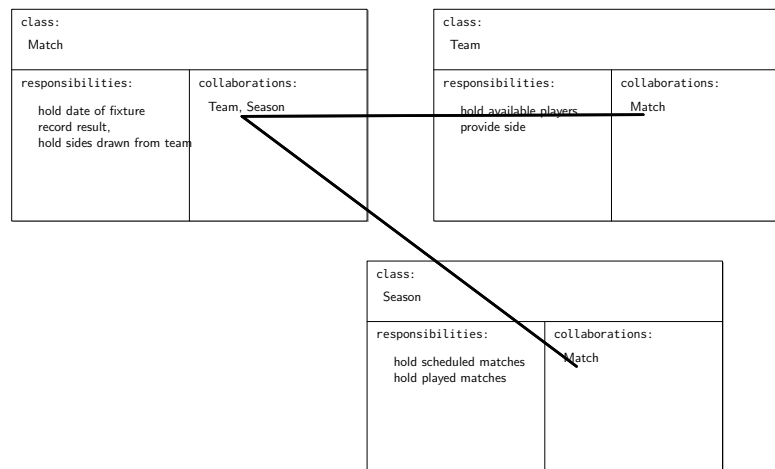 class:
Match
responsibilities:
hold date of fixture
record result,
hold sides drawn from team
collaborations:
Team, Season
class:
Team
responsibilities:
hold available players
provide side
collaborations:
Match
class:
Season
responsibilities:
hold scheduled matches
hold played matches
collaborations:
Match